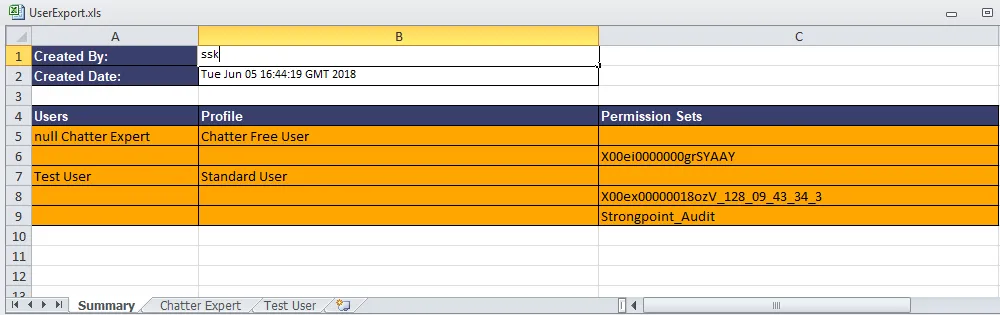 UserExport.xls
A B C
1 Created By: ssk
2 Created Date: Tue Jun 05 16:44:19 GMT 2018
3
4 Users Profile Permission Sets
5 null Chatter Expert Chatter Free User
6 X00ei0000000grSYAAY
7 Test User Standard User
8 X00ex00000018ozV_128_09_43_34_3
9 Strongpoint_Audit
10
11
12
13
Summary Chatter Expert Test User